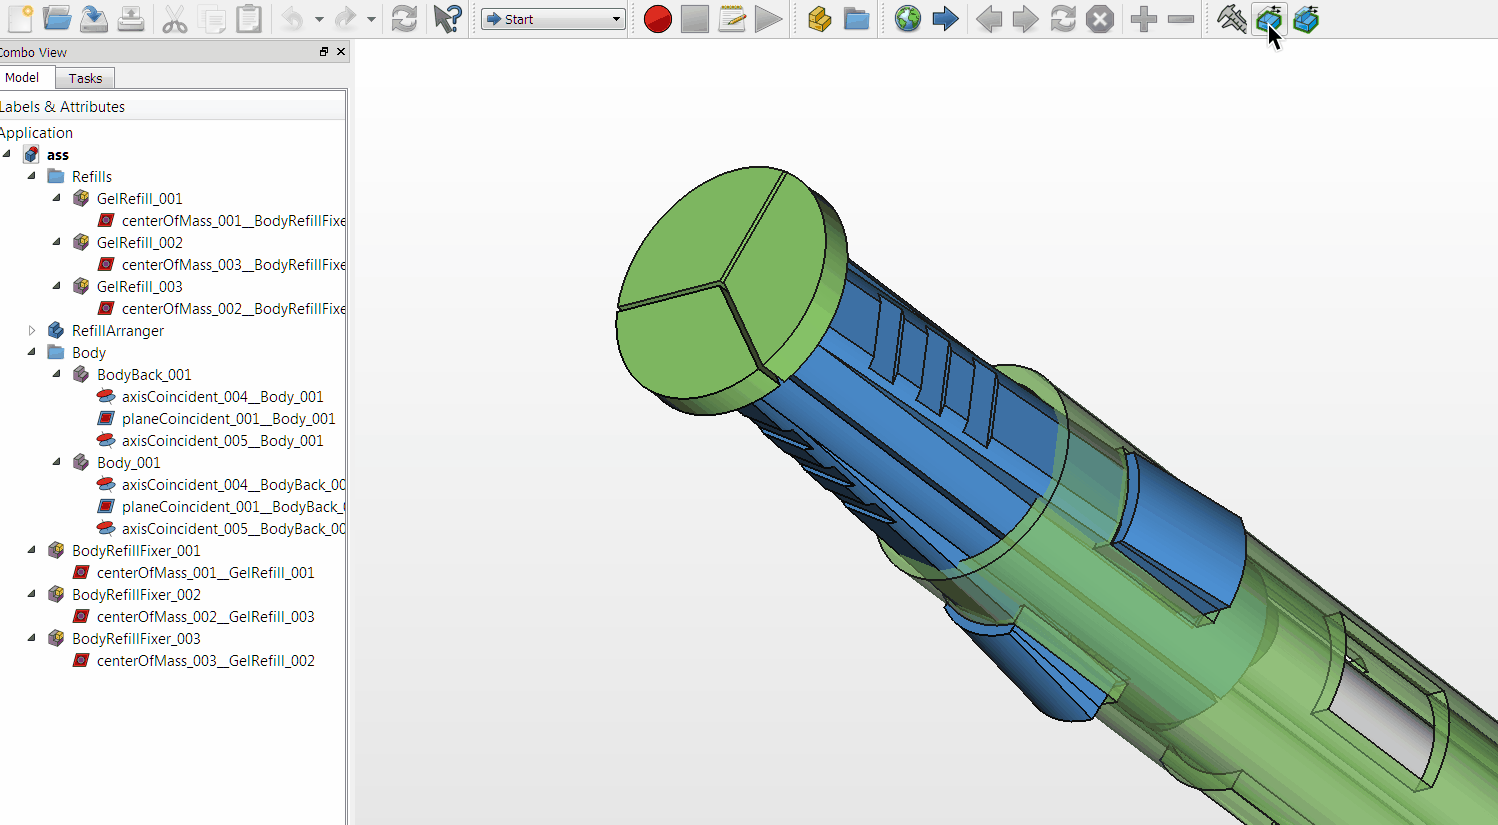 Start
Combo View
Model
Tasks
Labels & Attributes
Application
ass
Refills
GelRefill_001
centerOfMass_001__BodyRefillFixe
GelRefill_002
centerOfMass_003__BodyRefillFixe
GelRefill_003
centerOfMass_002__BodyRefillFixe
RefillArranger
Body
BodyBack_001
axisCoincident_004__Body_001
planeCoincident_001__Body_001
axisCoincident_005__Body_001
Body_001
axisCoincident_004__BodyBack_00
planeCoincident_001__BodyBack_
axisCoincident_005__BodyBack_00
BodyRefillFixer_001
centerOfMass_001__GelRefill_001
BodyRefillFixer_002
centerOfMass_002__GelRefill_003
BodyRefillFixer_003
centerOfMass_003__GelRefill_002